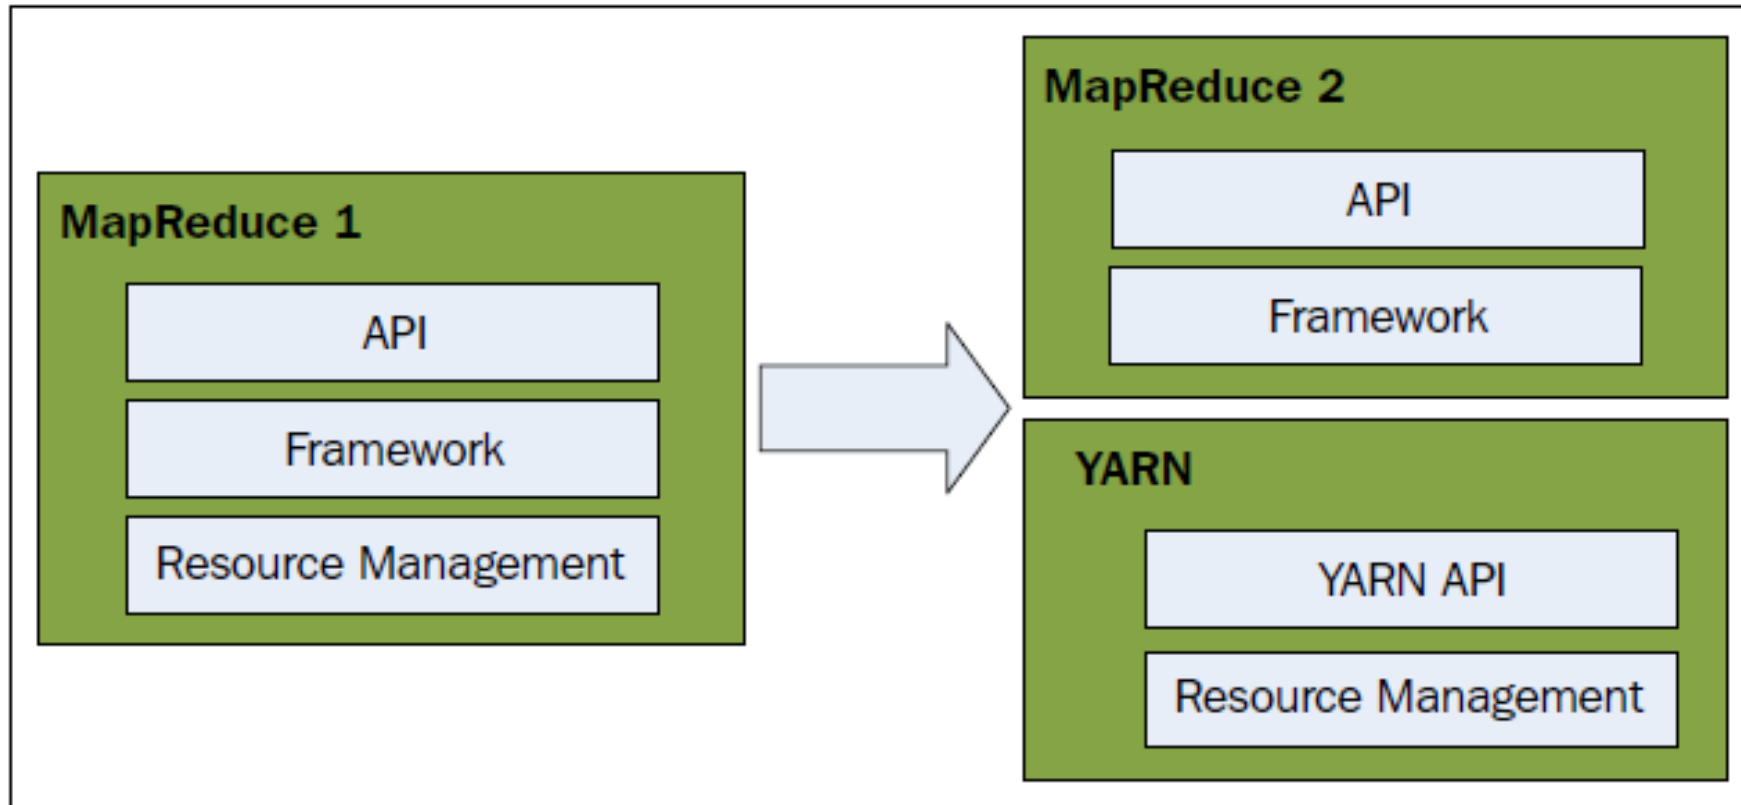 MapReduce 1
API
Framework
Resource Management
MapReduce 2
API
Framework
YARN
YARN API
Resource Management